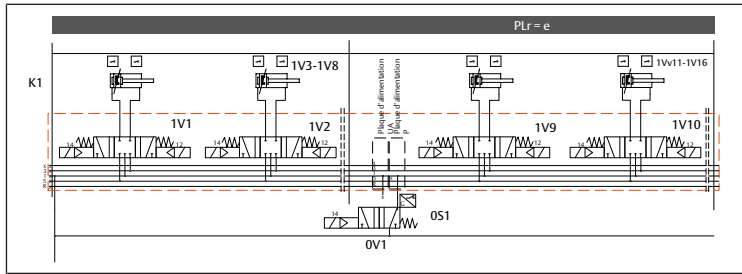 PLr = e
K1
1V3-1V8
1Vv11-1V16
1V1
1V2
1V9
1V10
Plaque d'alimentation
UA
Plaque d'alimentation
P
14
12
14
12
14
12
14
12
14
0S1
0V1